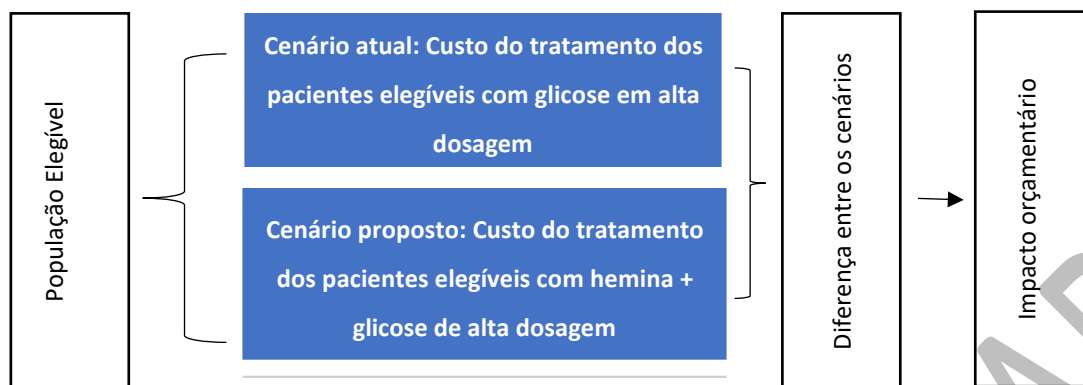 População Elegível
Cenário atual: Custo do tratamento dos
pacientes elegíveis com glicose em alta
dosagem
Cenário proposto: Custo do tratamento
dos pacientes elegíveis com hemina +
glicose de alta dosagem
Diferença entre os cenários
Impacto orçamentário